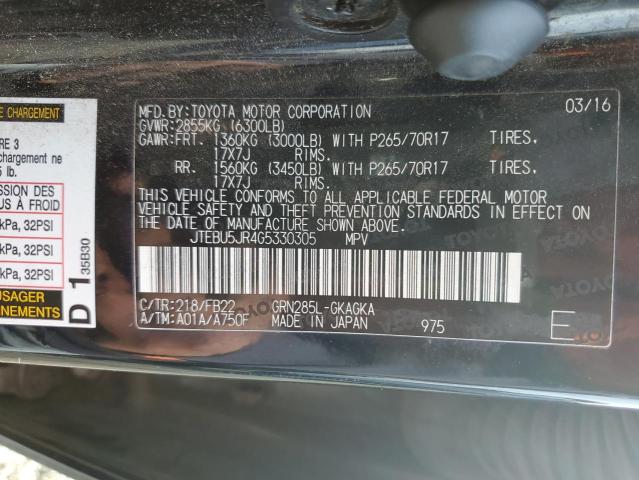 E CHARGEMENT
RE 3
chargement ne
5 lb.
SSION DES
US À FROID
kPa, 32PSI
kPa, 32PSI
kPa, 32PSI
USAGER
NEMENTS
D 1 35B30
MFD.BY:TOYOTA MOTOR CORPORATION 03/16
GVWR:2855KG (6300LB)
GAWR:FRT. 1360KG (3000LB) WITH P265/70R17 TIRES,
17X7J RIMS.
RR. 1560KG (3450LB) WITH P265/70R17 TIRES,
17X7J RIMS.
THIS VEHICLE CONFORMS TO ALL APPLICABLE FEDERAL MOTOR
VEHICLE SAFETY AND THEFT PREVENTION STANDARDS IN EFFECT ON
THE DATE OF MANUFACTURE SHOWN ABOVE.
JTEBU5JR4G5330305 MPV
C/TR:218/FB22 GRN285L-GKAGKA
A/TM:A01A/A750F MADE IN JAPAN 975 E